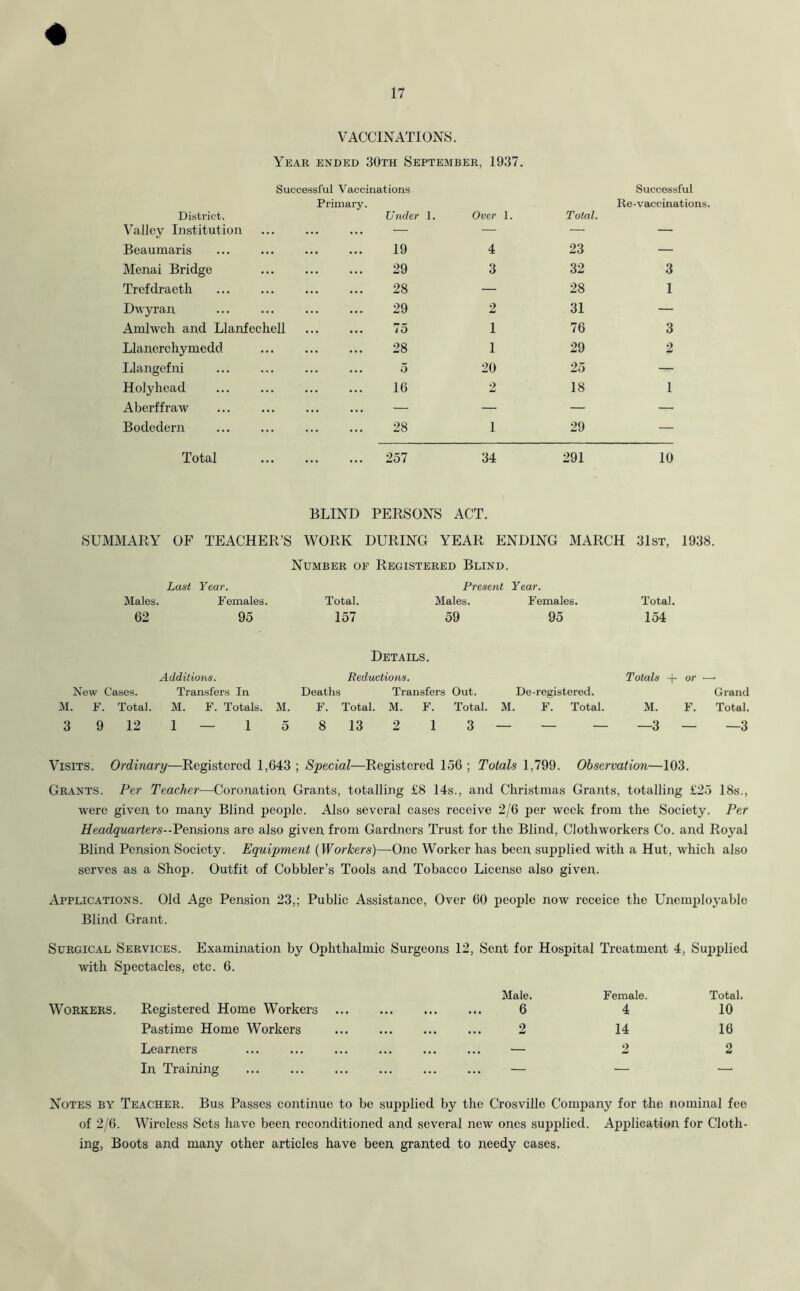 17
VACCINATIONS.
YEAR ENDED 30TH SEPTEMBER, 1937.
Successful Vaccinations Successful
Primary. Re-vaccinations.
District. Under 1. Over 1. Total.
Valley Institution ... ... ... — — — —
Beaumaris ... ... ... ... 19 4 23 —
Menai Bridge ... ... ... 29 3 32 3
Trefdraeth ... ... ... ... 28 — 28 1
Dwyran ... ... ... ... 29 2 31 —
Amlwch and Llanfechell ... ... 75 1 76 3
Llanerchymedd ... ... ... 28 1 29 2
Llangefni ... ... ... ... 5 20 25 —
Holyhead ... ... ... ... 16 2 18 1
Aberffraw ... ... ... ... — — — —
Bodedern ... ... ... ... 28 1 29 —
Total ... ... ... 257 34 291 10
BLIND PERSONS ACT.
SUMMARY OF TEACHER'S WORK DURING YEAR ENDING MARCH 31ST, 1938.
NUMBER OF REGISTERED BLIND.
Last Year. Present Year.
Males. Females. Total. Males. Females. Total.
62 95 157 59 95 154
DETAILS.
Additions. Reductions. Totals + or —
New Cases. Transfers In Deaths Transfers Out. De-registered. Grand
M. F. Total. M. F. Totals. M. F. Total. M. F. Total. M. F. Total. M. F. Total.
3 9 12 1 — 1 5 8 13 2 1 3 — — — —3 — —3
VISITS. Ordinary—Registered 1,643 ; Special—Registered 156 ; Totals 1,799. Observation—103.
GRANTS. Per Teacher—Coronation Grants, totalling £8 14s., and Christmas Grants, totalling £25 18s.,
were given to many Blind people. Also several cases receive 2/6 per week from the Society. Per
Headquarters--Pensions are also given from Gardners Trust for the Blind, Clothworkers Co. and Royal
Blind Pension Society. Equipment (Workers)—One Worker has been supplied with a Hut, which also
serves as a Shop. Outfit of Cobbler's Tools and Tobacco License also given.
APPLICATIONS. Old Age Pension 23,; Public Assistance, Over 60 people now receice the Unemployable
Blind Grant.
SURGICAL SERVICES. Examination by Ophthalmic Surgeons 12, Sent for Hospital Treatment 4, Supplied
with Spectacles, etc. 6.
Male. Female. Total.
WORKERS. Registered Home Workers ... ... ... ... 6 4 10
Pastime Home Workers ... ... ... ... 2 14 16
Learners ... ... ... ... ... ... — 2 2
In Training ... ... ... ... ... ... — — —
NOTES BY TEACHER. Bus Passes continue to be supplied by the Crosville Company for the nominal fee
of 2/6. Wireless Sets have been reconditioned and several new ones supplied. Application for Cloth-
ing, Boots and many other articles have been granted to needy cases.